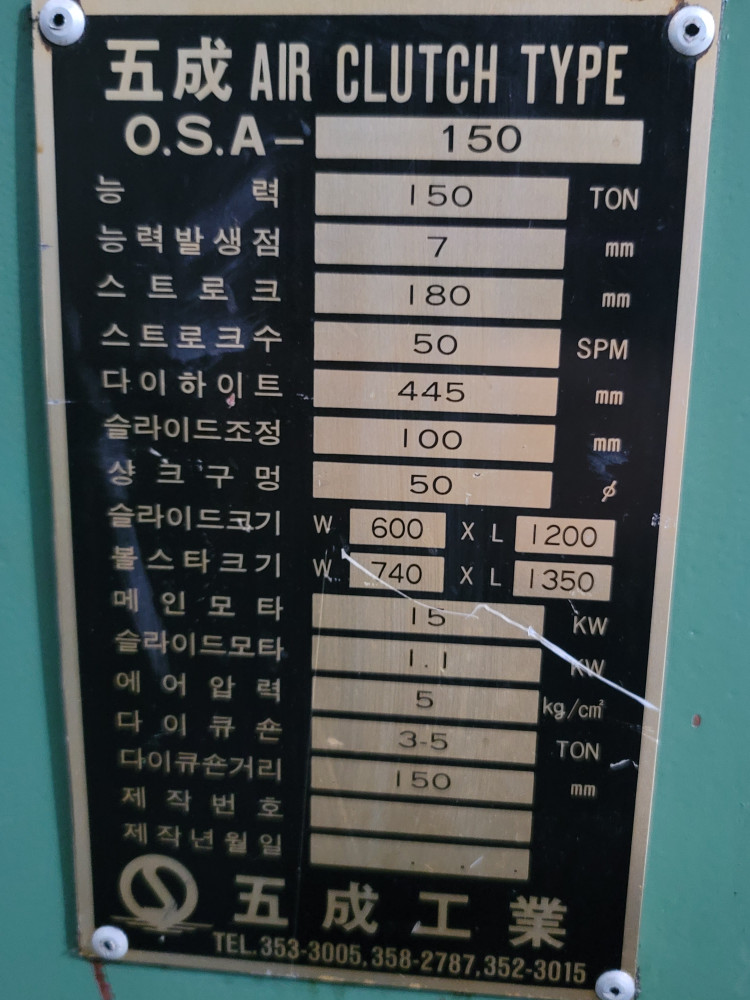 五成 AIR CLUTCH TYPE
O.S.A- 150
능 력 150 TON
능력발생점 7 mm
스트로크 180 mm
스트로크수 50 SPM
다이하이트 445 mm
슬라이드조정 100 mm
샹크구멍 50 ∅
슬라이드크기 W 600 X L 1200
볼스타크기 W 740 X L 1350
메인모타 15 KW
슬라이드모타 1.1 KW
에어압력 5 kg/cm²
다이큐숀 3-5 TON
다이큐숀거리 150 mm
제작번호
제작년월일 . .
五成工業
TEL.353-3005,358-2787,352-3015